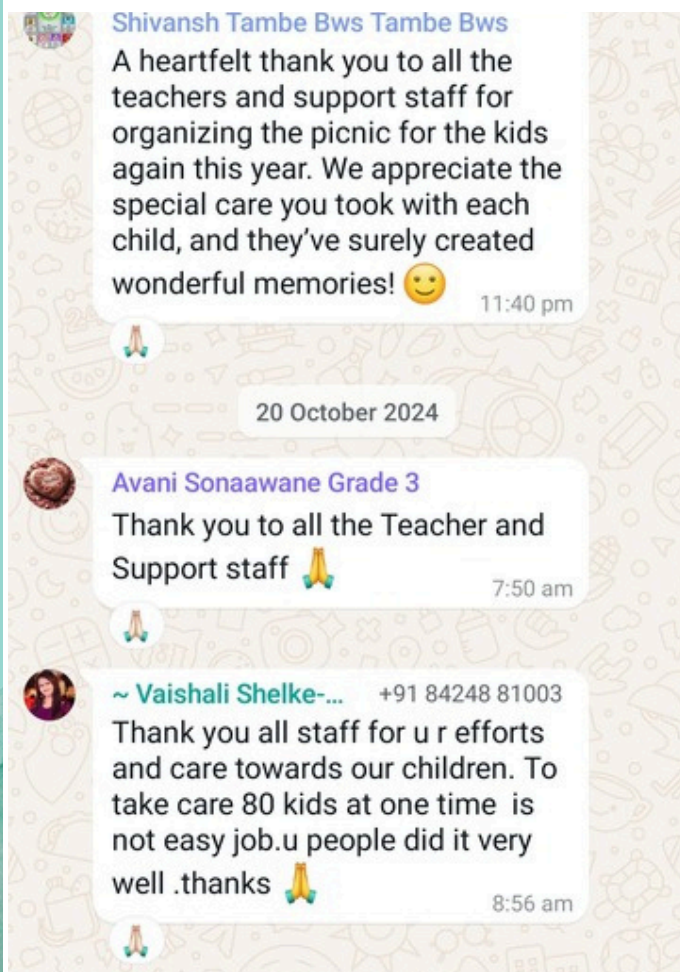 Shivansh Tambe Bws Tambe Bws
A heartfelt thank you to all the
teachers and support staff for
organizing the picnic for the kids
again this year. We appreciate the
special care you took with each
child, and they've surely created
wonderful memories! 🙂
11:40 pm
🙏🏻
20 October 2024
Avani Sonaawane Grade 3
Thank you to all the Teacher and
Support staff 🙏
7:50 am
🙏🏻
~ Vaishali Shelke-... +91 84248 81003
Thank you all staff for u r efforts
and care towards our children. To
take care 80 kids at one time  is
not easy job.u people did it very
well .thanks 🙏
8:56 am
🙏🏻